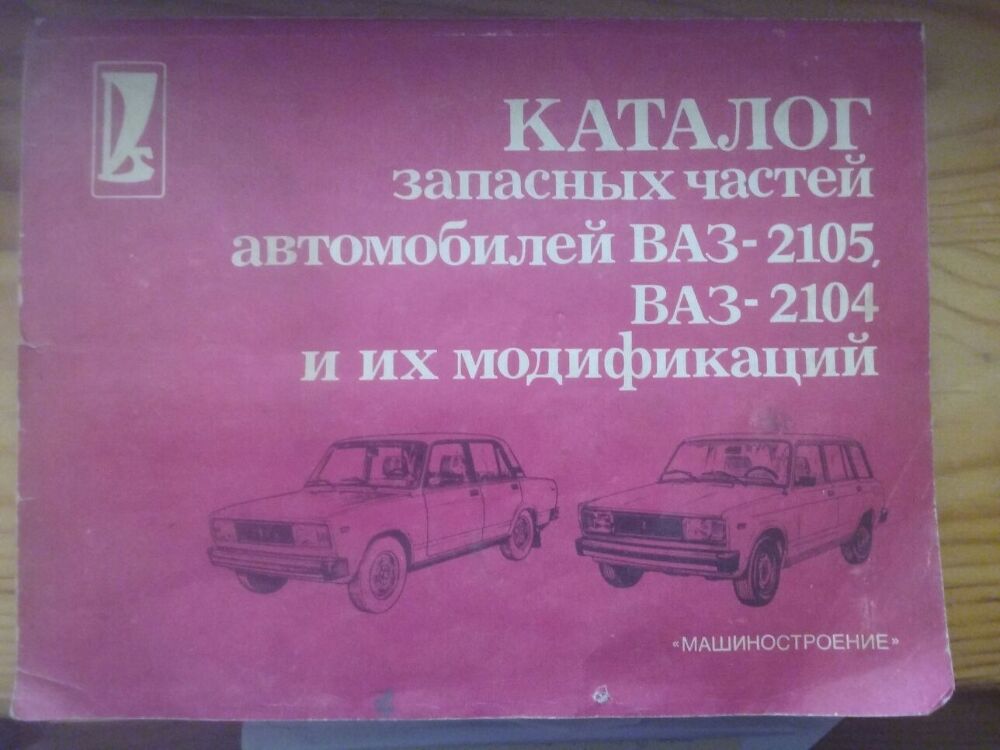 КАТАЛОГ
запасных частей
автомобилей ВАЗ-2105,
ВАЗ-2104
и их модификаций
«МАШИНОСТРОЕНИЕ»